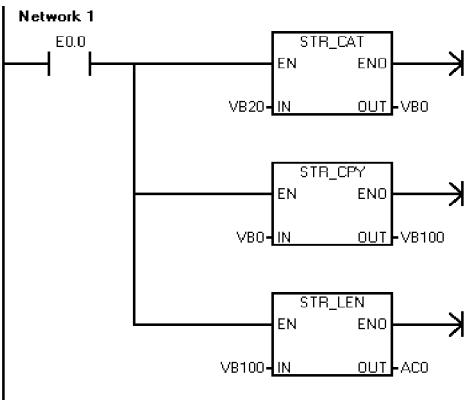 Network 1
E0.0
STR_CAT
EN ENO
VB20 IN OUT VB0
STR_CPY
EN ENO
VB0 IN OUT VB100
STR_LEN
EN ENO
VB100 IN OUT AC0